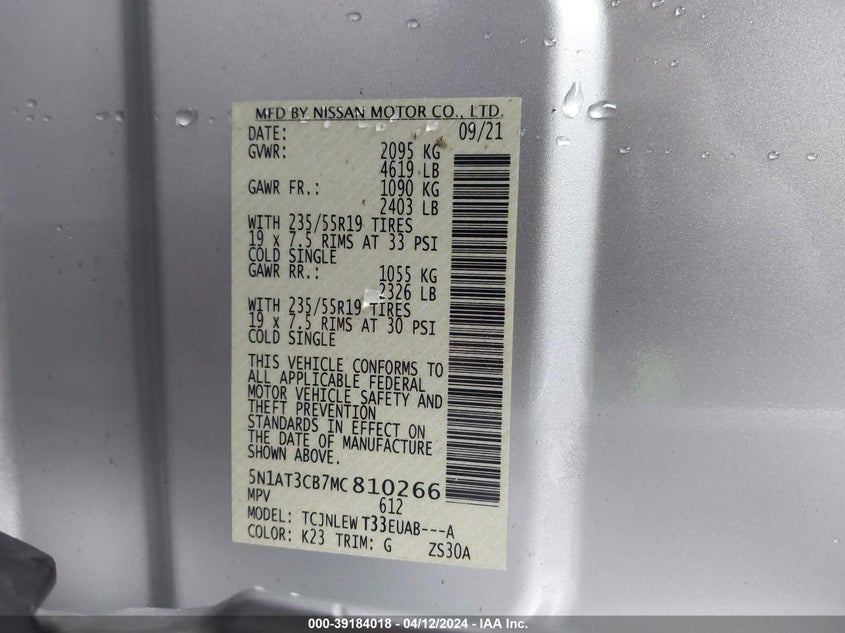 MFD BY NISSAN MOTOR CO., LTD.
DATE: 09/21
GVWR: 2095 KG
4619 LB
GAWR FR.: 1090 KG
2403 LB
WITH 235/55R19 TIRES
19 x 7.5 RIMS AT 33 PSI
COLD SINGLE
GAWR RR.: 1055 KG
2326 LB
WITH 235/55R19 TIRES
19 x 7.5 RIMS AT 30 PSI
COLD SINGLE
THIS VEHICLE CONFORMS TO
ALL APPLICABLE FEDERAL
MOTOR VEHICLE SAFETY AND
THEFT PREVENTION
STANDARDS IN EFFECT ON
THE DATE OF MANUFACTURE
SHOWN ABOVE.
5N1AT3CB7MC810266
MPV 612
MODEL: TCJNLEWT33EUAB---A
COLOR: K23 TRIM: G ZS30A
000-39184018 - 04/12/2024 - IAA Inc.